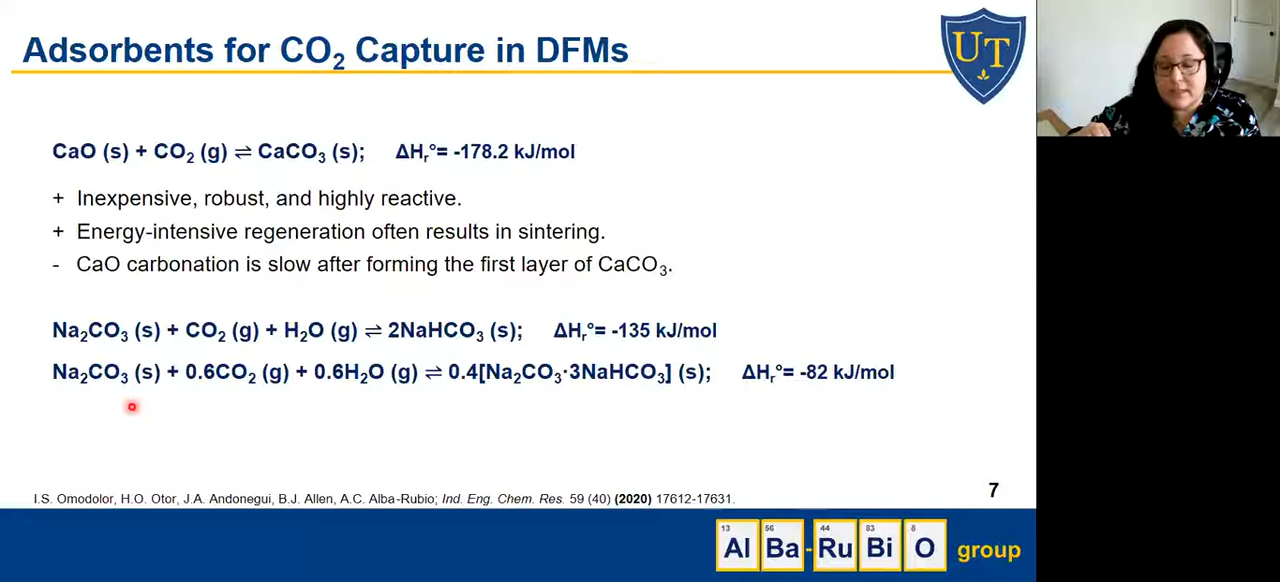 Adsorbents for CO₂ Capture in DFMs
UT
CaO (s) + CO₂ (g) ⇌ CaCO₃ (s); ΔHᵣ°= -178.2 kJ/mol
+ Inexpensive, robust, and highly reactive.
+ Energy-intensive regeneration often results in sintering.
- CaO carbonation is slow after forming the first layer of CaCO₃.
Na₂CO₃ (s) + CO₂ (g) + H₂O (g) ⇌ 2NaHCO₃ (s); ΔHᵣ°= -135 kJ/mol
Na₂CO₃ (s) + 0.6CO₂ (g) + 0.6H₂O (g) ⇌ 0.4[Na₂CO₃·3NaHCO₃] (s); ΔHᵣ°= -82 kJ/mol
I.S. Omodolor, H.O. Otor, J.A. Andonegui, B.J. Allen, A.C. Alba-Rubio; Ind. Eng. Chem. Res. 59 (40) (2020) 17612-17631.
7
13 56 44 83 8
Al Ba-Ru Bi O group